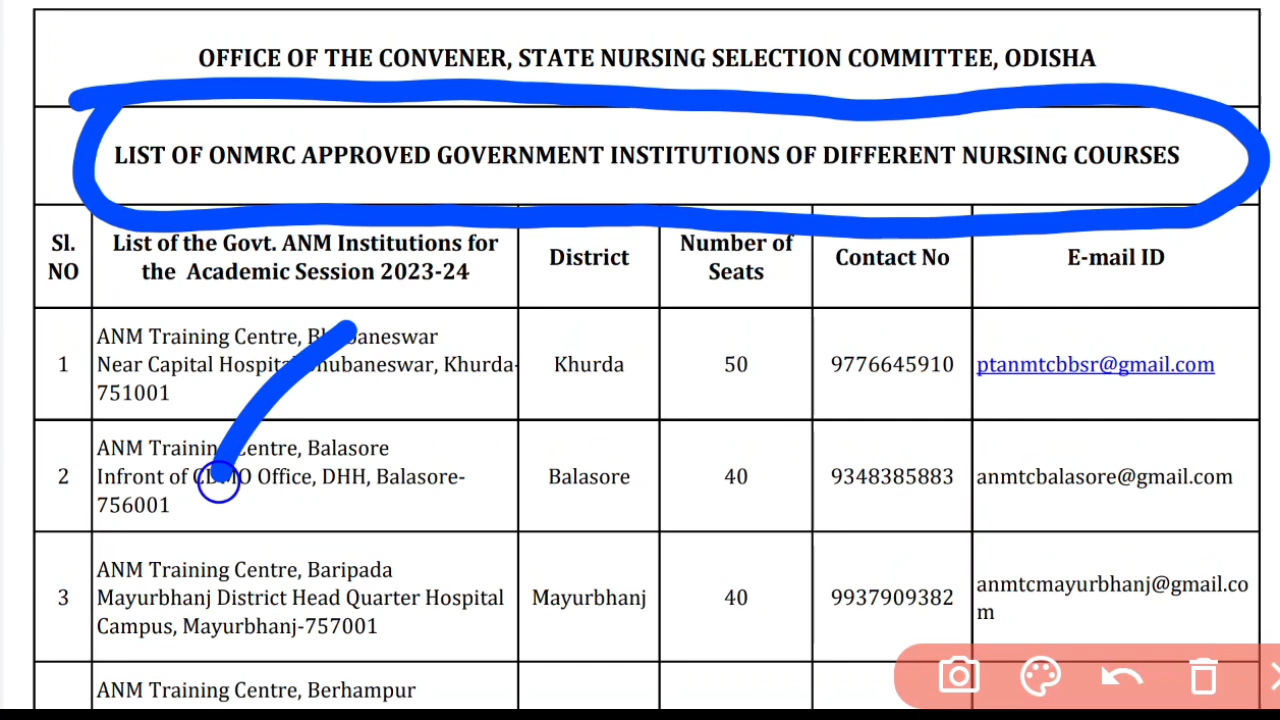 OFFICE OF THE CONVENER, STATE NURSING SELECTION COMMITTEE, ODISHA
LIST OF ONMRC APPROVED GOVERNMENT INSTITUTIONS OF DIFFERENT NURSING COURSES
Sl. NO
List of the Govt. ANM Institutions for
the Academic Session 2023-24
District
Number of
Seats
Contact No
E-mail ID
1
ANM Training Centre, Bhubaneswar
Near Capital Hospital, Bhubaneswar, Khurda-
751001
Khurda
50
9776645910
ptanmtcbbsr@gmail.com
2
ANM Training Centre, Balasore
Infront of CDMO Office, DHH, Balasore-
756001
Balasore
40
9348385883
anmtcbalasore@gmail.com
3
ANM Training Centre, Baripada
Mayurbhanj District Head Quarter Hospital
Campus, Mayurbhanj-757001
Mayurbhanj
40
9937909382
anmtcmayurbhanj@gmail.co
m
ANM Training Centre, Berhampur